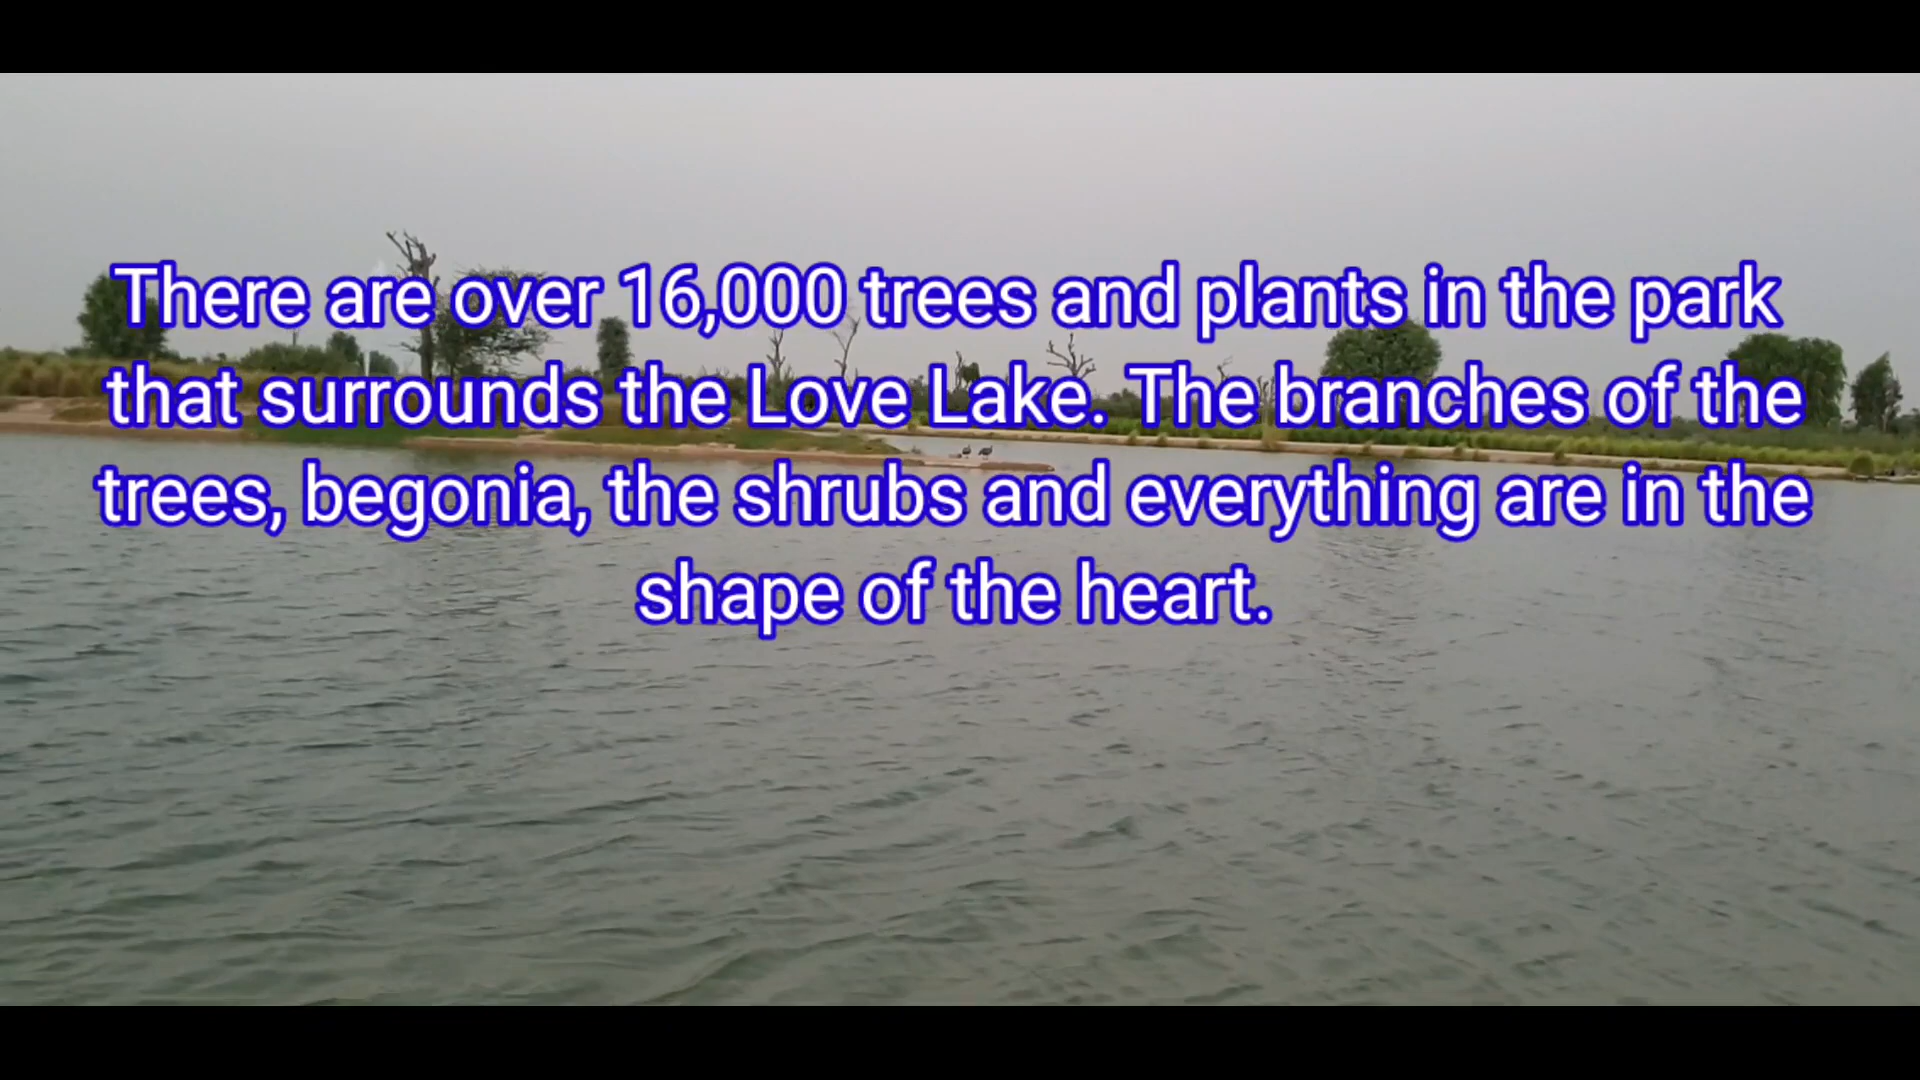 There are over 16,000 trees and plants in the park
that surrounds the Love Lake. The branches of the
trees, begonia, the shrubs and everything are in the
shape of the heart.